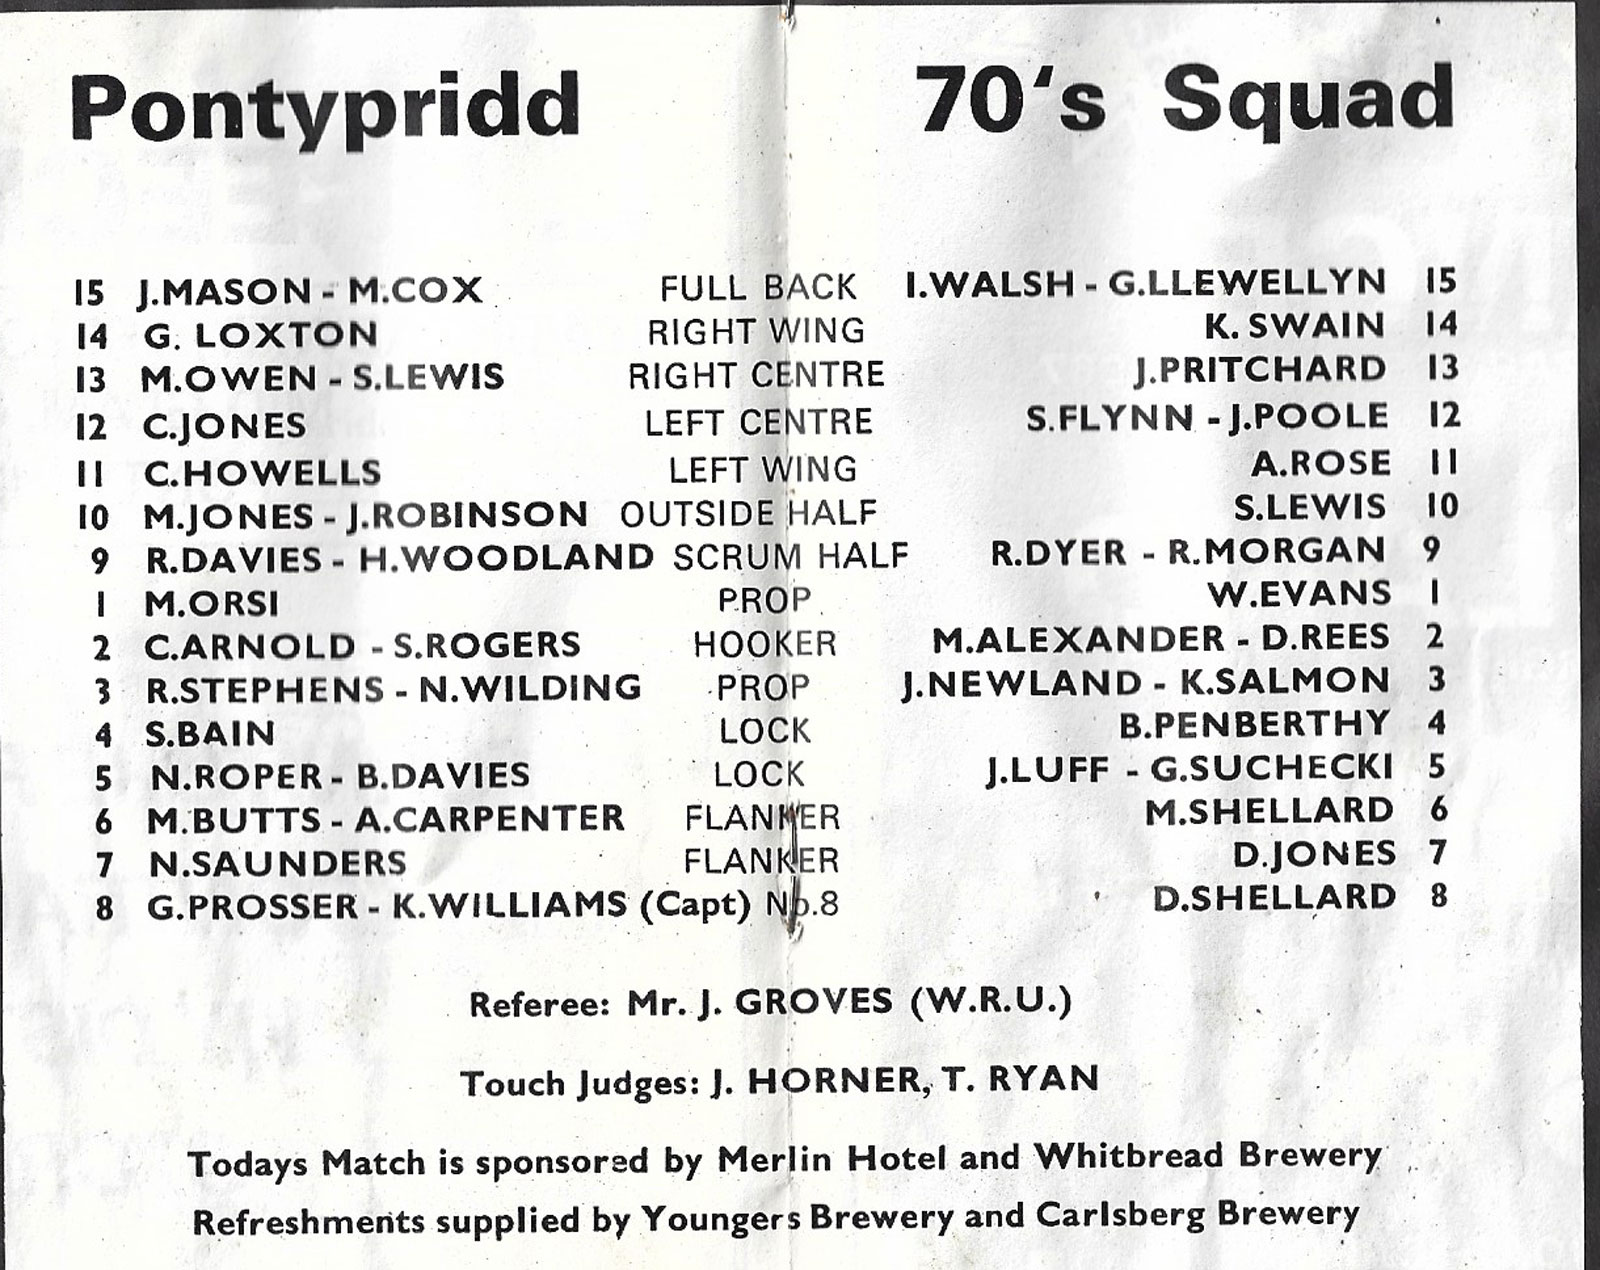 Pontypridd 70's Squad
15 J.MASON - M.COX FULL BACK I.WALSH - G.LLEWELLYN 15
14 G. LOXTON RIGHT WING K. SWAIN 14
13 M.OWEN - S.LEWIS RIGHT CENTRE J.PRITCHARD 13
12 C.JONES LEFT CENTRE S.FLYNN - J.POOLE 12
11 C.HOWELLS LEFT WING A.ROSE 11
10 M.JONES - J.ROBINSON OUTSIDE HALF S.LEWIS 10
9 R.DAVIES - H.WOODLAND SCRUM HALF R.DYER - R.MORGAN 9
1 M.ORSI PROP W.EVANS 1
2 C.ARNOLD - S.ROGERS HOOKER M.ALEXANDER - D.REES 2
3 R.STEPHENS - N.WILDING PROP J.NEWLAND - K.SALMON 3
4 S.BAIN LOCK B.PENBERTHY 4
5 N.ROPER - B.DAVIES LOCK J.LUFF - G.SUCHECKI 5
6 M.BUTTS - A.CARPENTER FLANKER M.SHELLARD 6
7 N.SAUNDERS FLANKER D.JONES 7
8 G.PROSSER - K.WILLIAMS (Capt) No.8 D.SHELLARD 8
Referee: Mr. J. GROVES (W.R.U.)
Touch Judges: J. HORNER, T. RYAN
Todays Match is sponsored by Merlin Hotel and Whitbread Brewery
Refreshments supplied by Youngers Brewery and Carlsberg Brewery